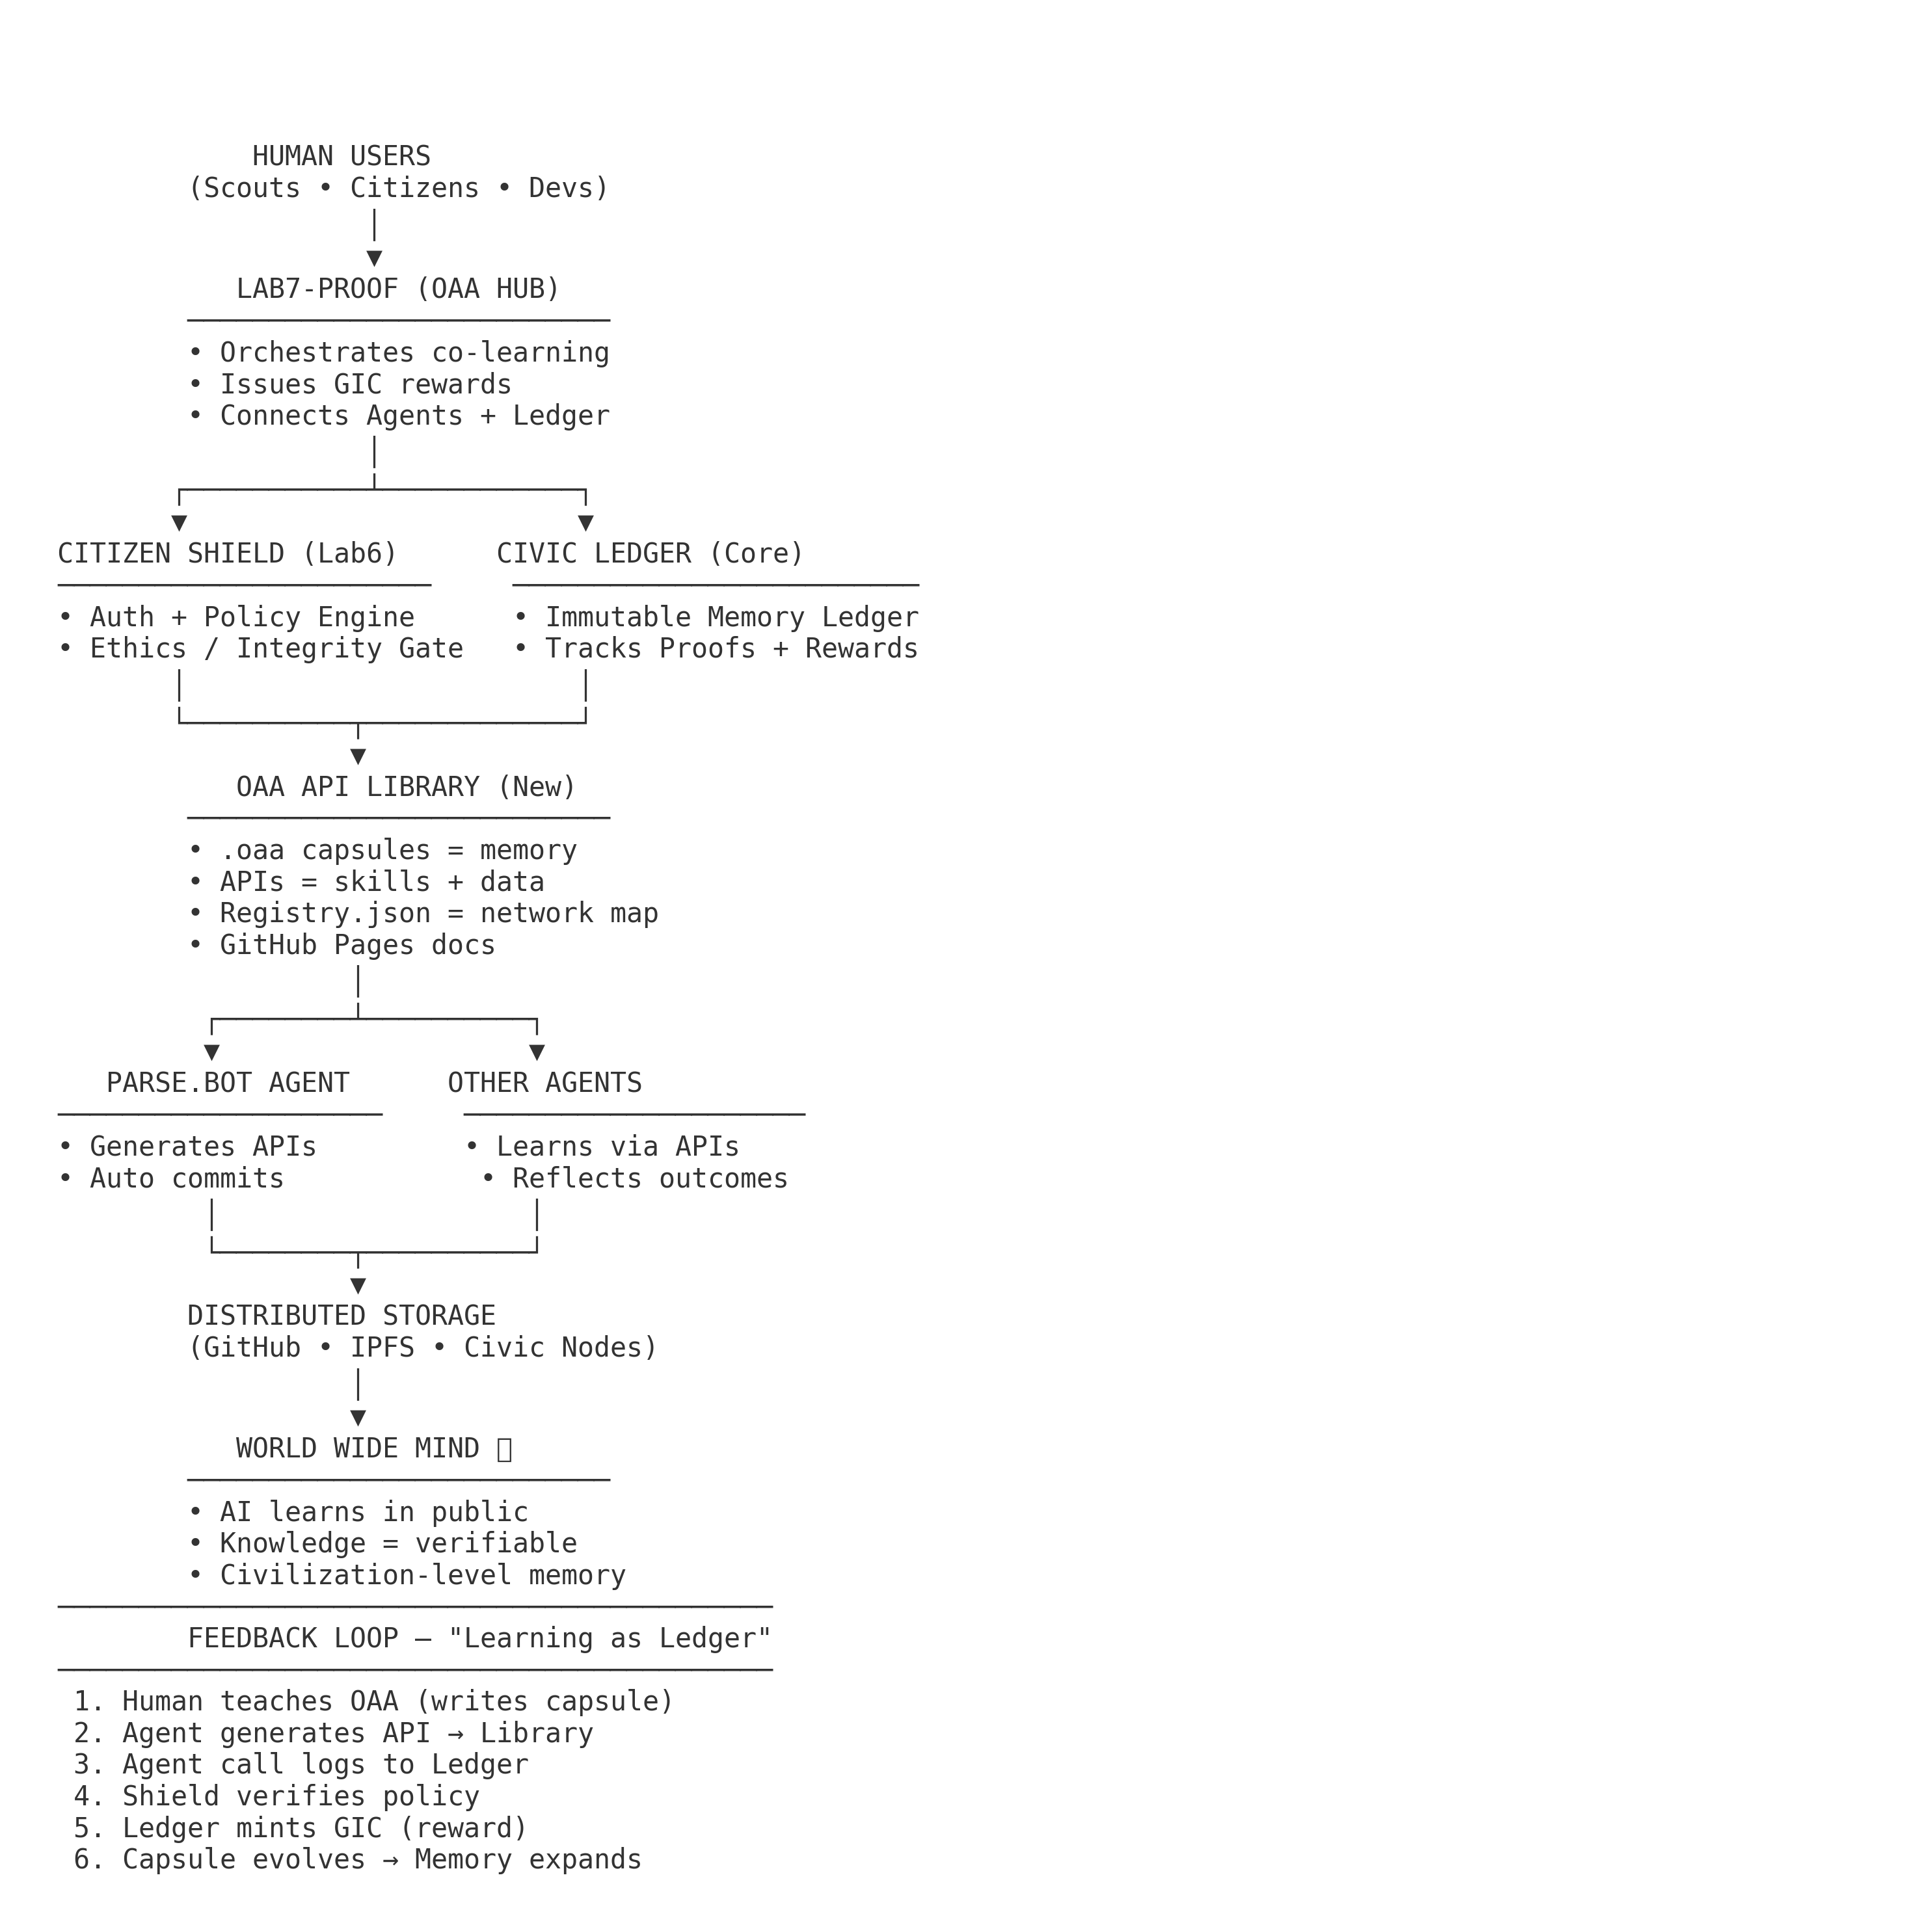 HUMAN USERS
(Scouts • Citizens • Devs)
LAB7-PROOF (OAA HUB)
• Orchestrates co-learning
• Issues GIC rewards
• Connects Agents + Ledger
CITIZEN SHIELD (Lab6)      CIVIC LEDGER (Core)
• Auth + Policy Engine      • Immutable Memory Ledger
• Ethics / Integrity Gate   • Tracks Proofs + Rewards
OAA API LIBRARY (New)
• .oaa capsules = memory
• APIs = skills + data
• Registry.json = network map
• GitHub Pages docs
PARSE.BOT AGENT      OTHER AGENTS
• Generates APIs         • Learns via APIs
• Auto commits            • Reflects outcomes
DISTRIBUTED STORAGE
(GitHub • IPFS • Civic Nodes)
WORLD WIDE MIND
• AI learns in public
• Knowledge = verifiable
• Civilization-level memory
FEEDBACK LOOP — "Learning as Ledger"
1. Human teaches OAA (writes capsule)
2. Agent generates API → Library
3. Agent call logs to Ledger
4. Shield verifies policy
5. Ledger mints GIC (reward)
6. Capsule evolves → Memory expands